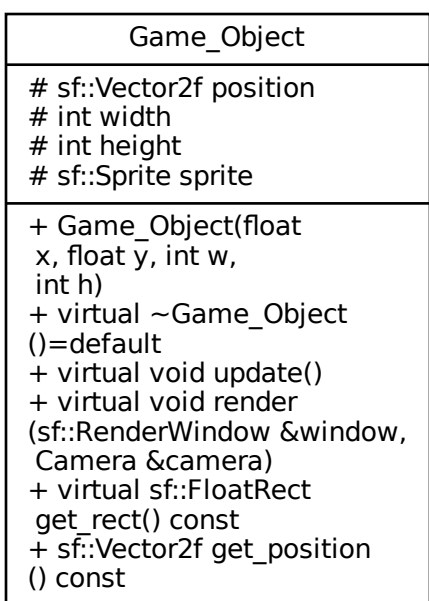 Game_Object
# sf::Vector2f position
# int width
# int height
# sf::Sprite sprite
+ Game_Object(float
x, float y, int w,
int h)
+ virtual ~Game_Object
()=default
+ virtual void update()
+ virtual void render
(sf::RenderWindow &window,
Camera &camera)
+ virtual sf::FloatRect
get_rect() const
+ sf::Vector2f get_position
() const